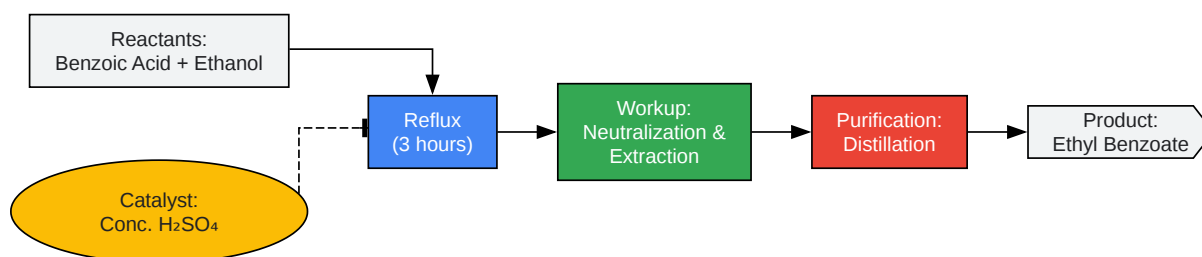 Reactants:
Benzoic Acid + Ethanol
Catalyst:
Conc. H₂SO₄
Reflux
(3 hours)
Workup:
Neutralization &
Extraction
Purification:
Distillation
Product:
Ethyl Benzoate